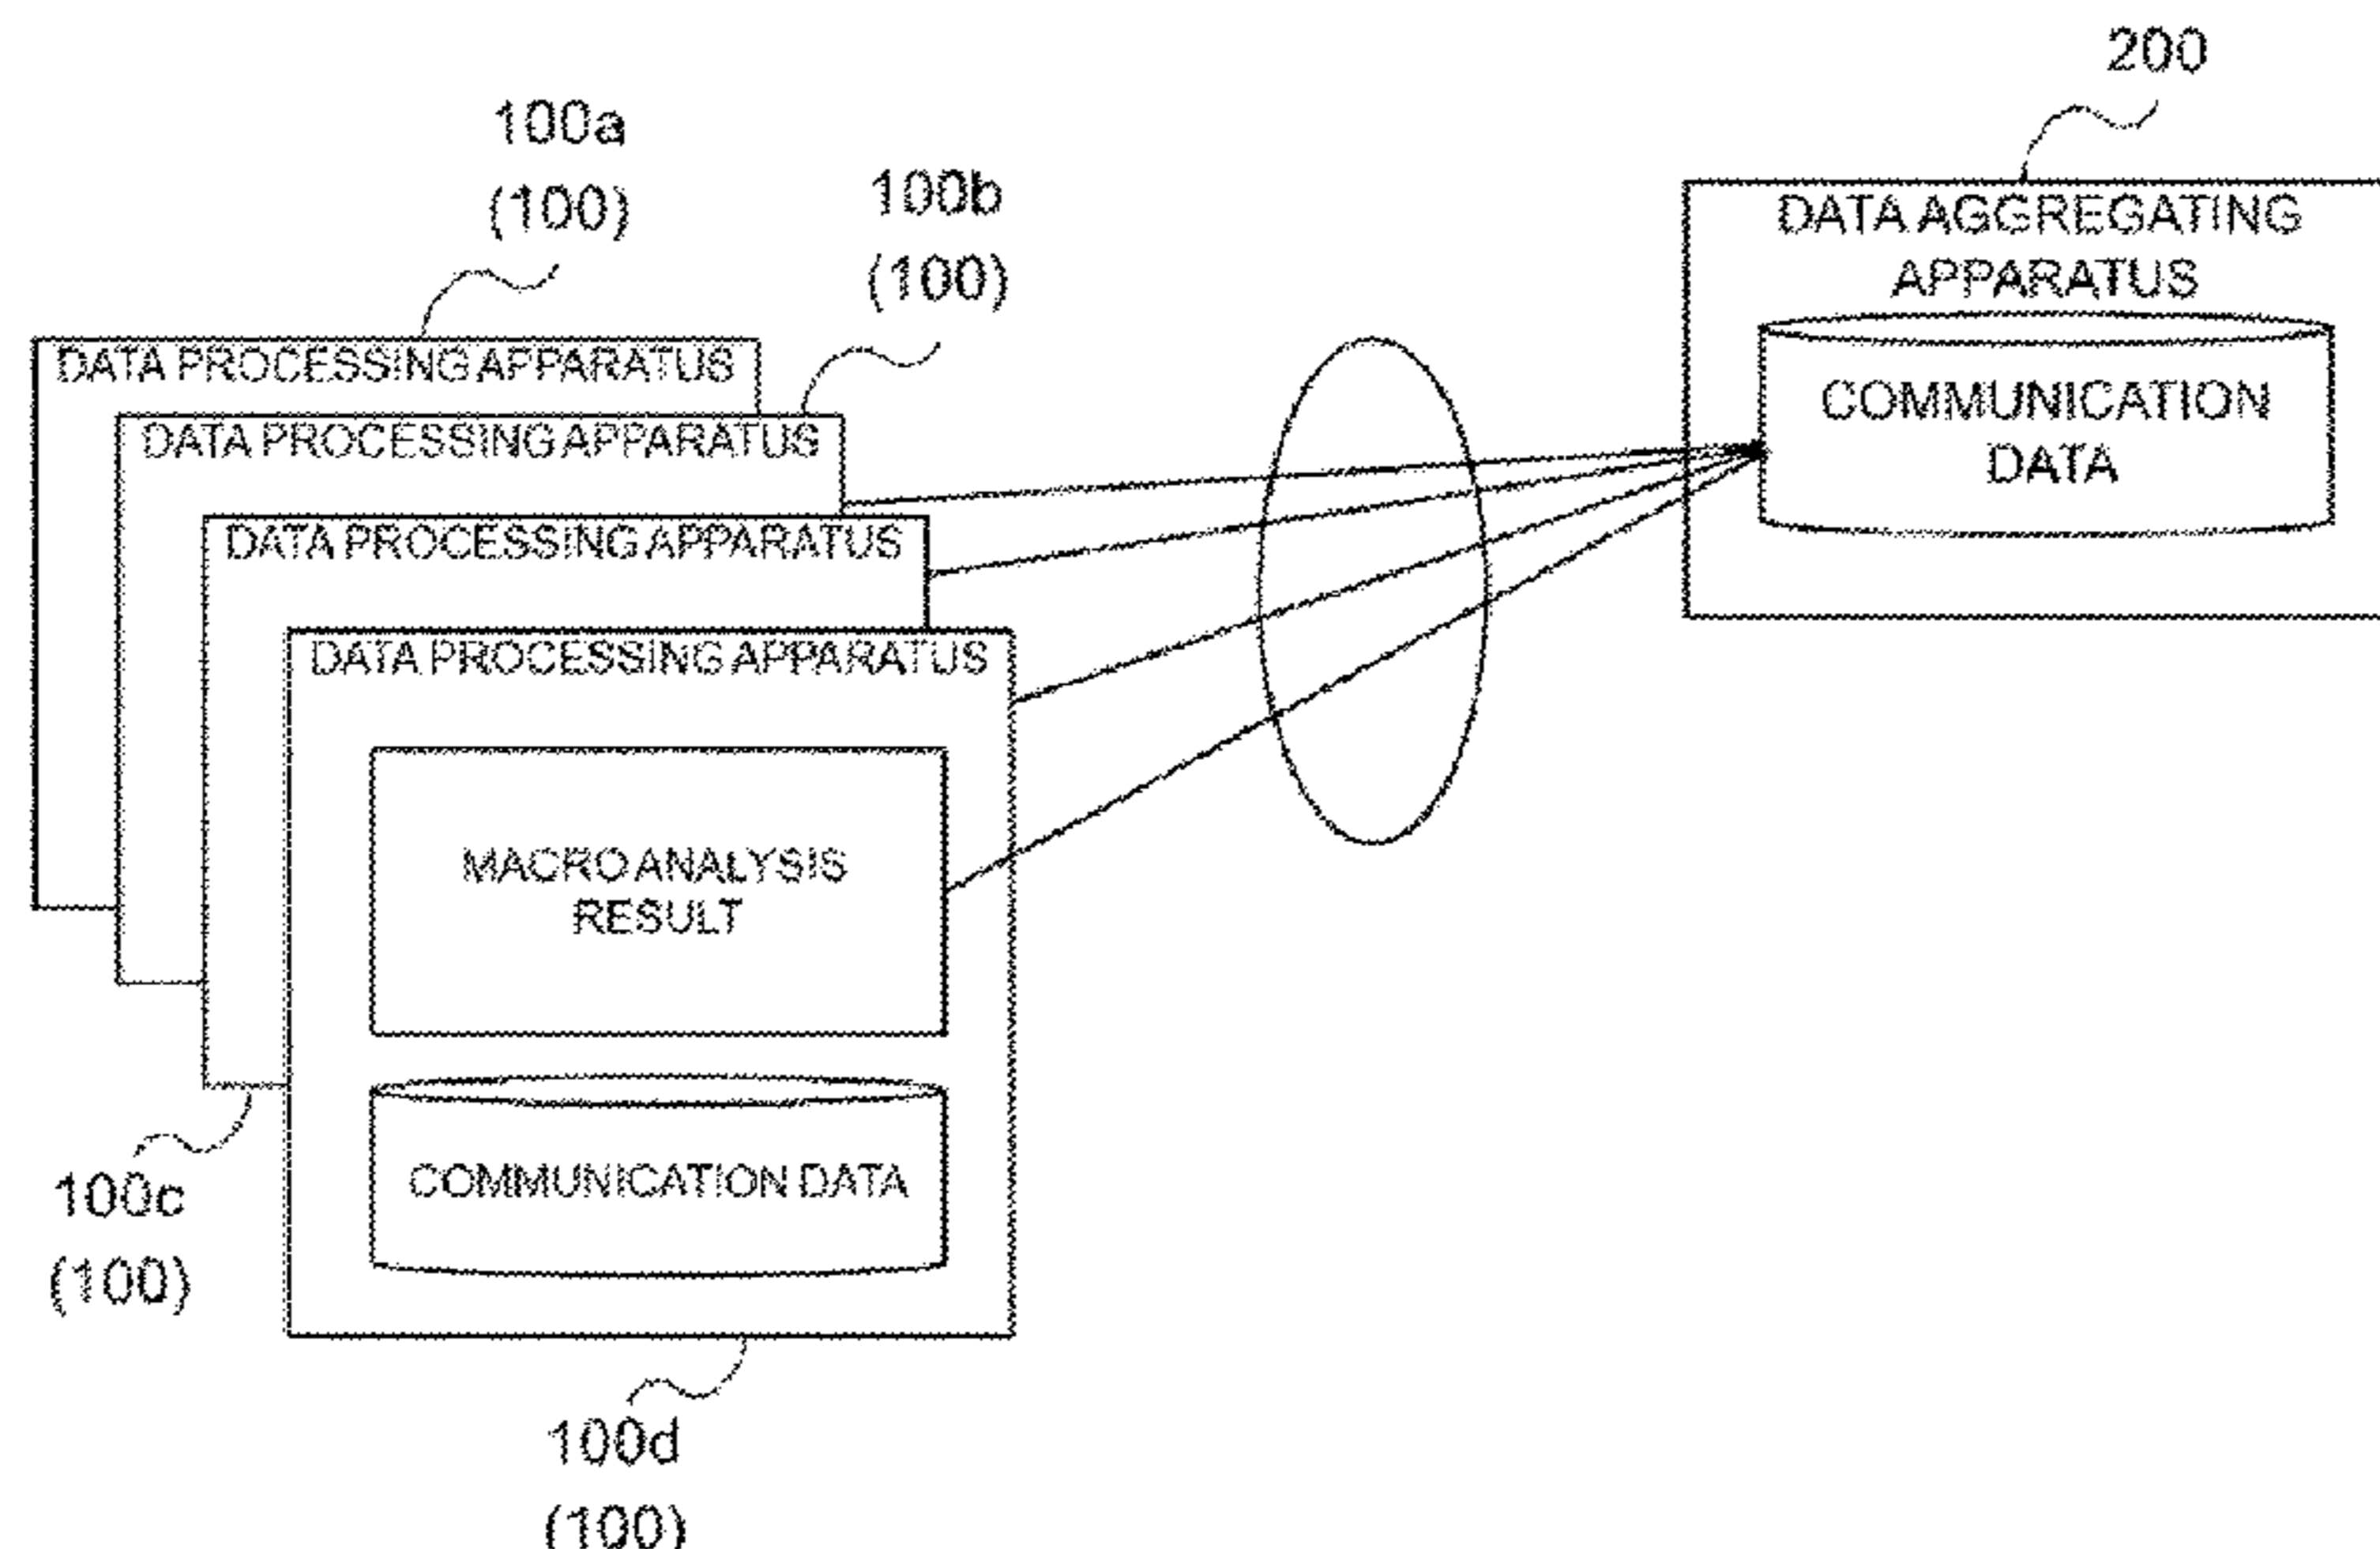 200
100a
(100)
100b
(100)
DATA AGGREGATING
APPARATUS
COMMUNICATION
DATA
DATA PROCESSING APPARATUS
DATA PROCESSING APPARATUS
DATA PROCESSING APPARATUS
DATA PROCESSING APPARATUS
MACRO ANALYSIS
RESULT
COMMUNICATION DATA
100c
(100)
100d
(100)